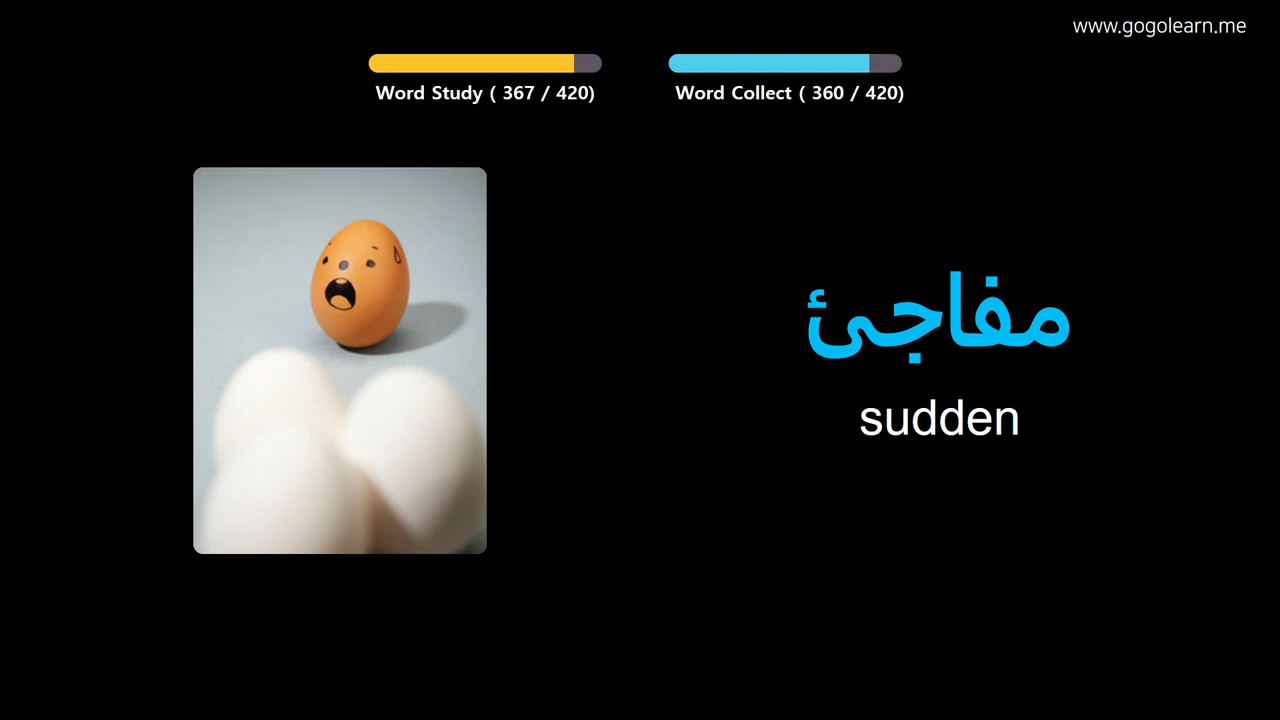 www.gogolearn.me
Word Study ( 367 / 420)
Word Collect ( 360 / 420)
مفاجئ
sudden